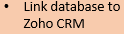 • Link database to
Zoho CRM